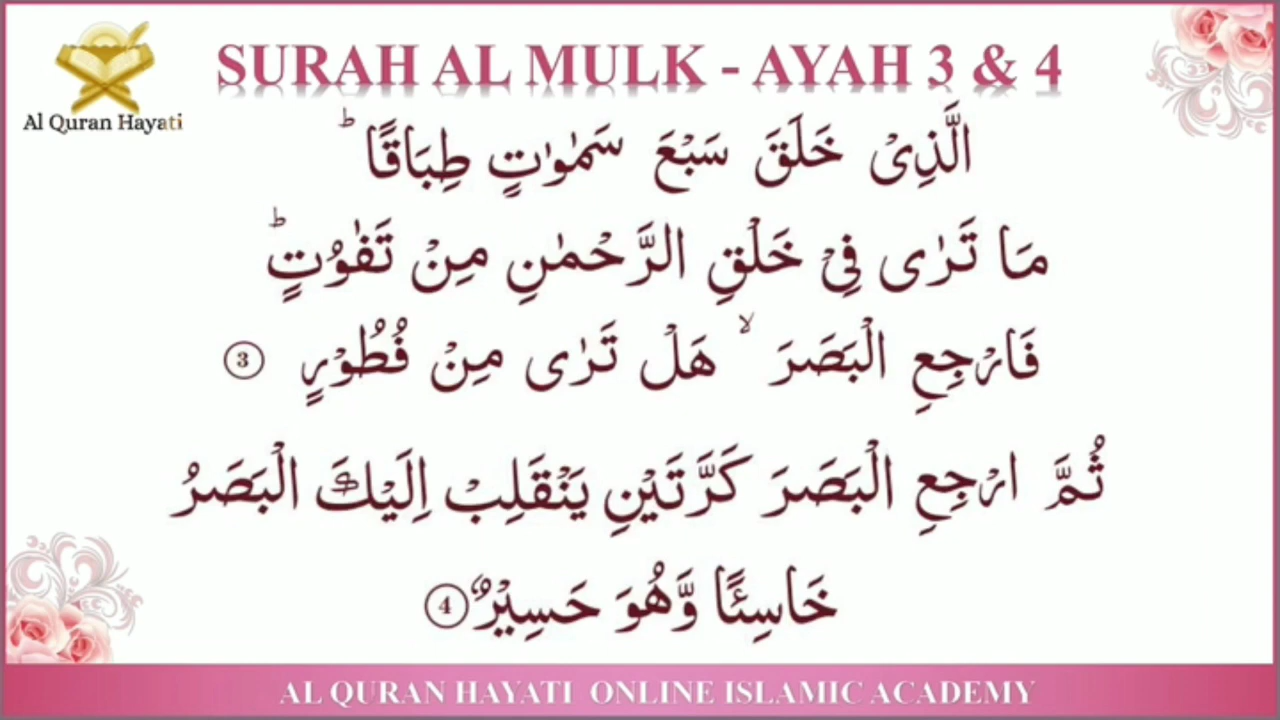 Al Quran Hayati
SURAH AL MULK - AYAH 3 & 4
الَّذِىْ خَلَقَ سَبْعَ سَمٰوٰتٍ طِبَاقًا ؕ
مَا تَرٰى فِىْ خَلْقِ الرَّحْمٰنِ مِنْ تَفٰوُتٍ ؕ
فَارْجِعِ الْبَصَرَ ۙ هَلْ تَرٰى مِنْ فُطُوْرٍ 3
ثُمَّ ارْجِعِ الْبَصَرَ كَرَّتَيْنِ يَنْقَلِبْ اِلَيْكَ الْبَصَرُ
خَاسِئًا وَّهُوَ حَسِيْرٌ 4
AL QURAN HAYATI ONLINE ISLAMIC ACADEMY